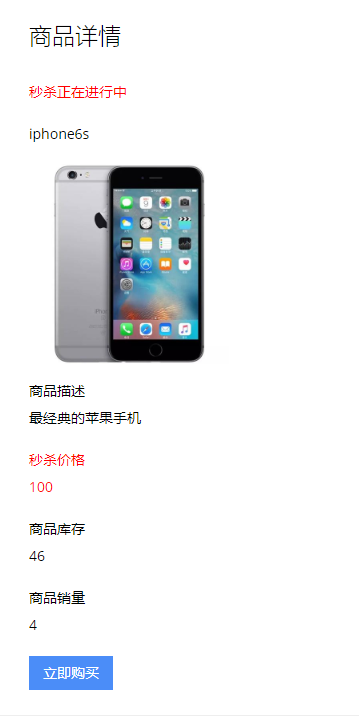 商品详情
秒杀正在进行中
iphone6s
商品描述
最经典的苹果手机
秒杀价格
100
商品库存
46
商品销量
4
立即购买